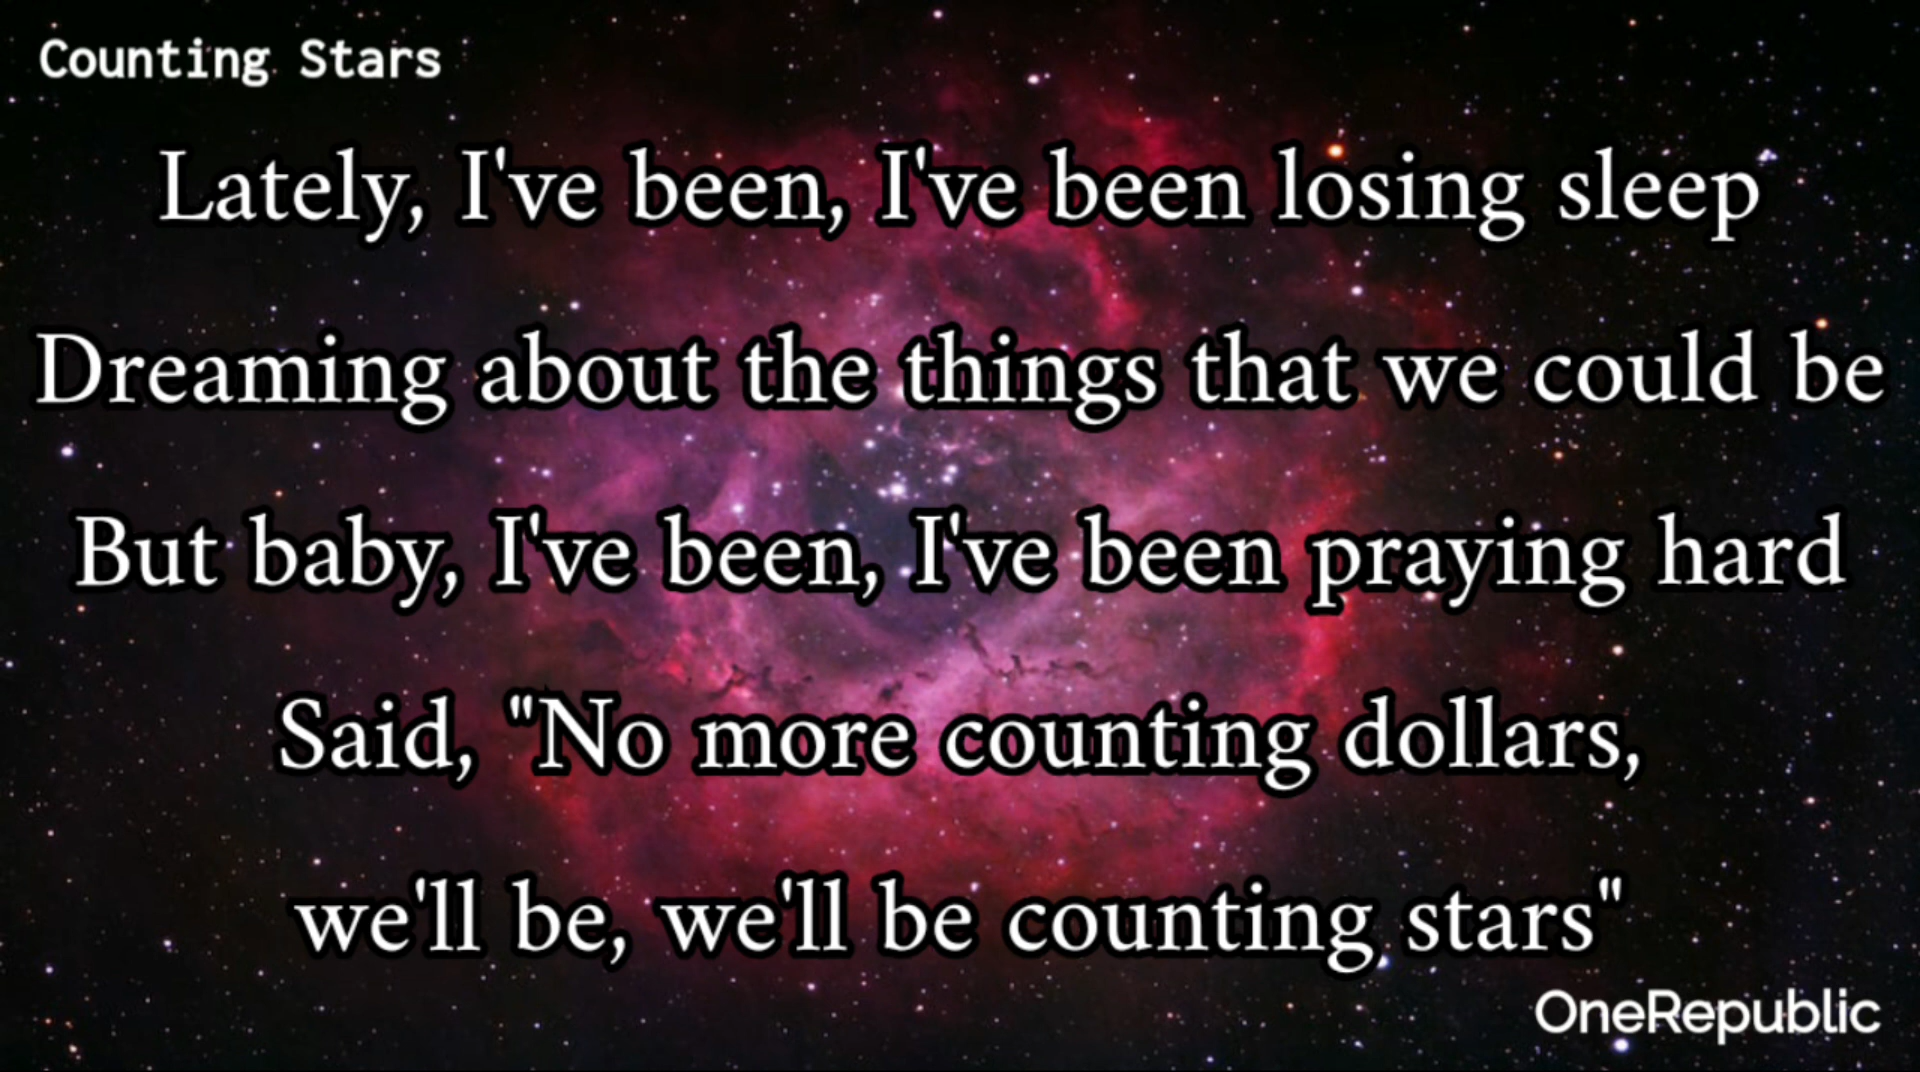 Counting Stars
Lately, I've been, I've been losing sleep
Dreaming about the things that we could be
But baby, I've been, I've been praying hard
Said, "No more counting dollars,
we'll be, we'll be counting stars"
OneRepublic